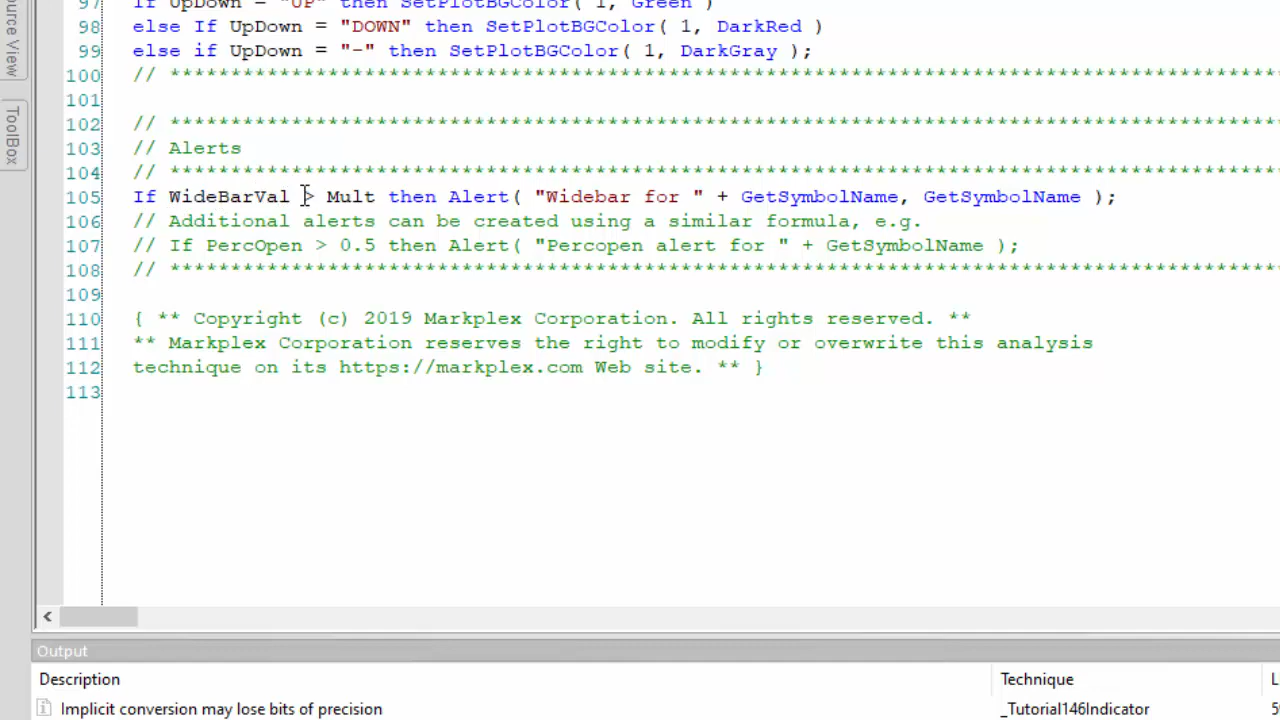 97 If UpDown = "UP" then SetPlotBGColor( 1, Green )
98 else If UpDown = "DOWN" then SetPlotBGColor( 1, DarkRed )
99 else if UpDown = "-" then SetPlotBGColor( 1, DarkGray );
100 // ***********************************************************************************************
101
102 // ***********************************************************************************************
103 // Alerts
104 // ***********************************************************************************************
105 If WideBarVal > Mult then Alert( "Widebar for " + GetSymbolName, GetSymbolName );
106 // Additional alerts can be created using a similar formula, e.g.
107 // If PercOpen > 0.5 then Alert( "Percopen alert for " + GetSymbolName );
108 // ***********************************************************************************************
109
110 { ** Copyright (c) 2019 Markplex Corporation. All rights reserved. **
111 ** Markplex Corporation reserves the right to modify or overwrite this analysis
112 technique on its https://markplex.com Web site. ** }
113
ource View
ToolBox
Output
Description Technique L
Implicit conversion may lose bits of precision _Tutorial146Indicator